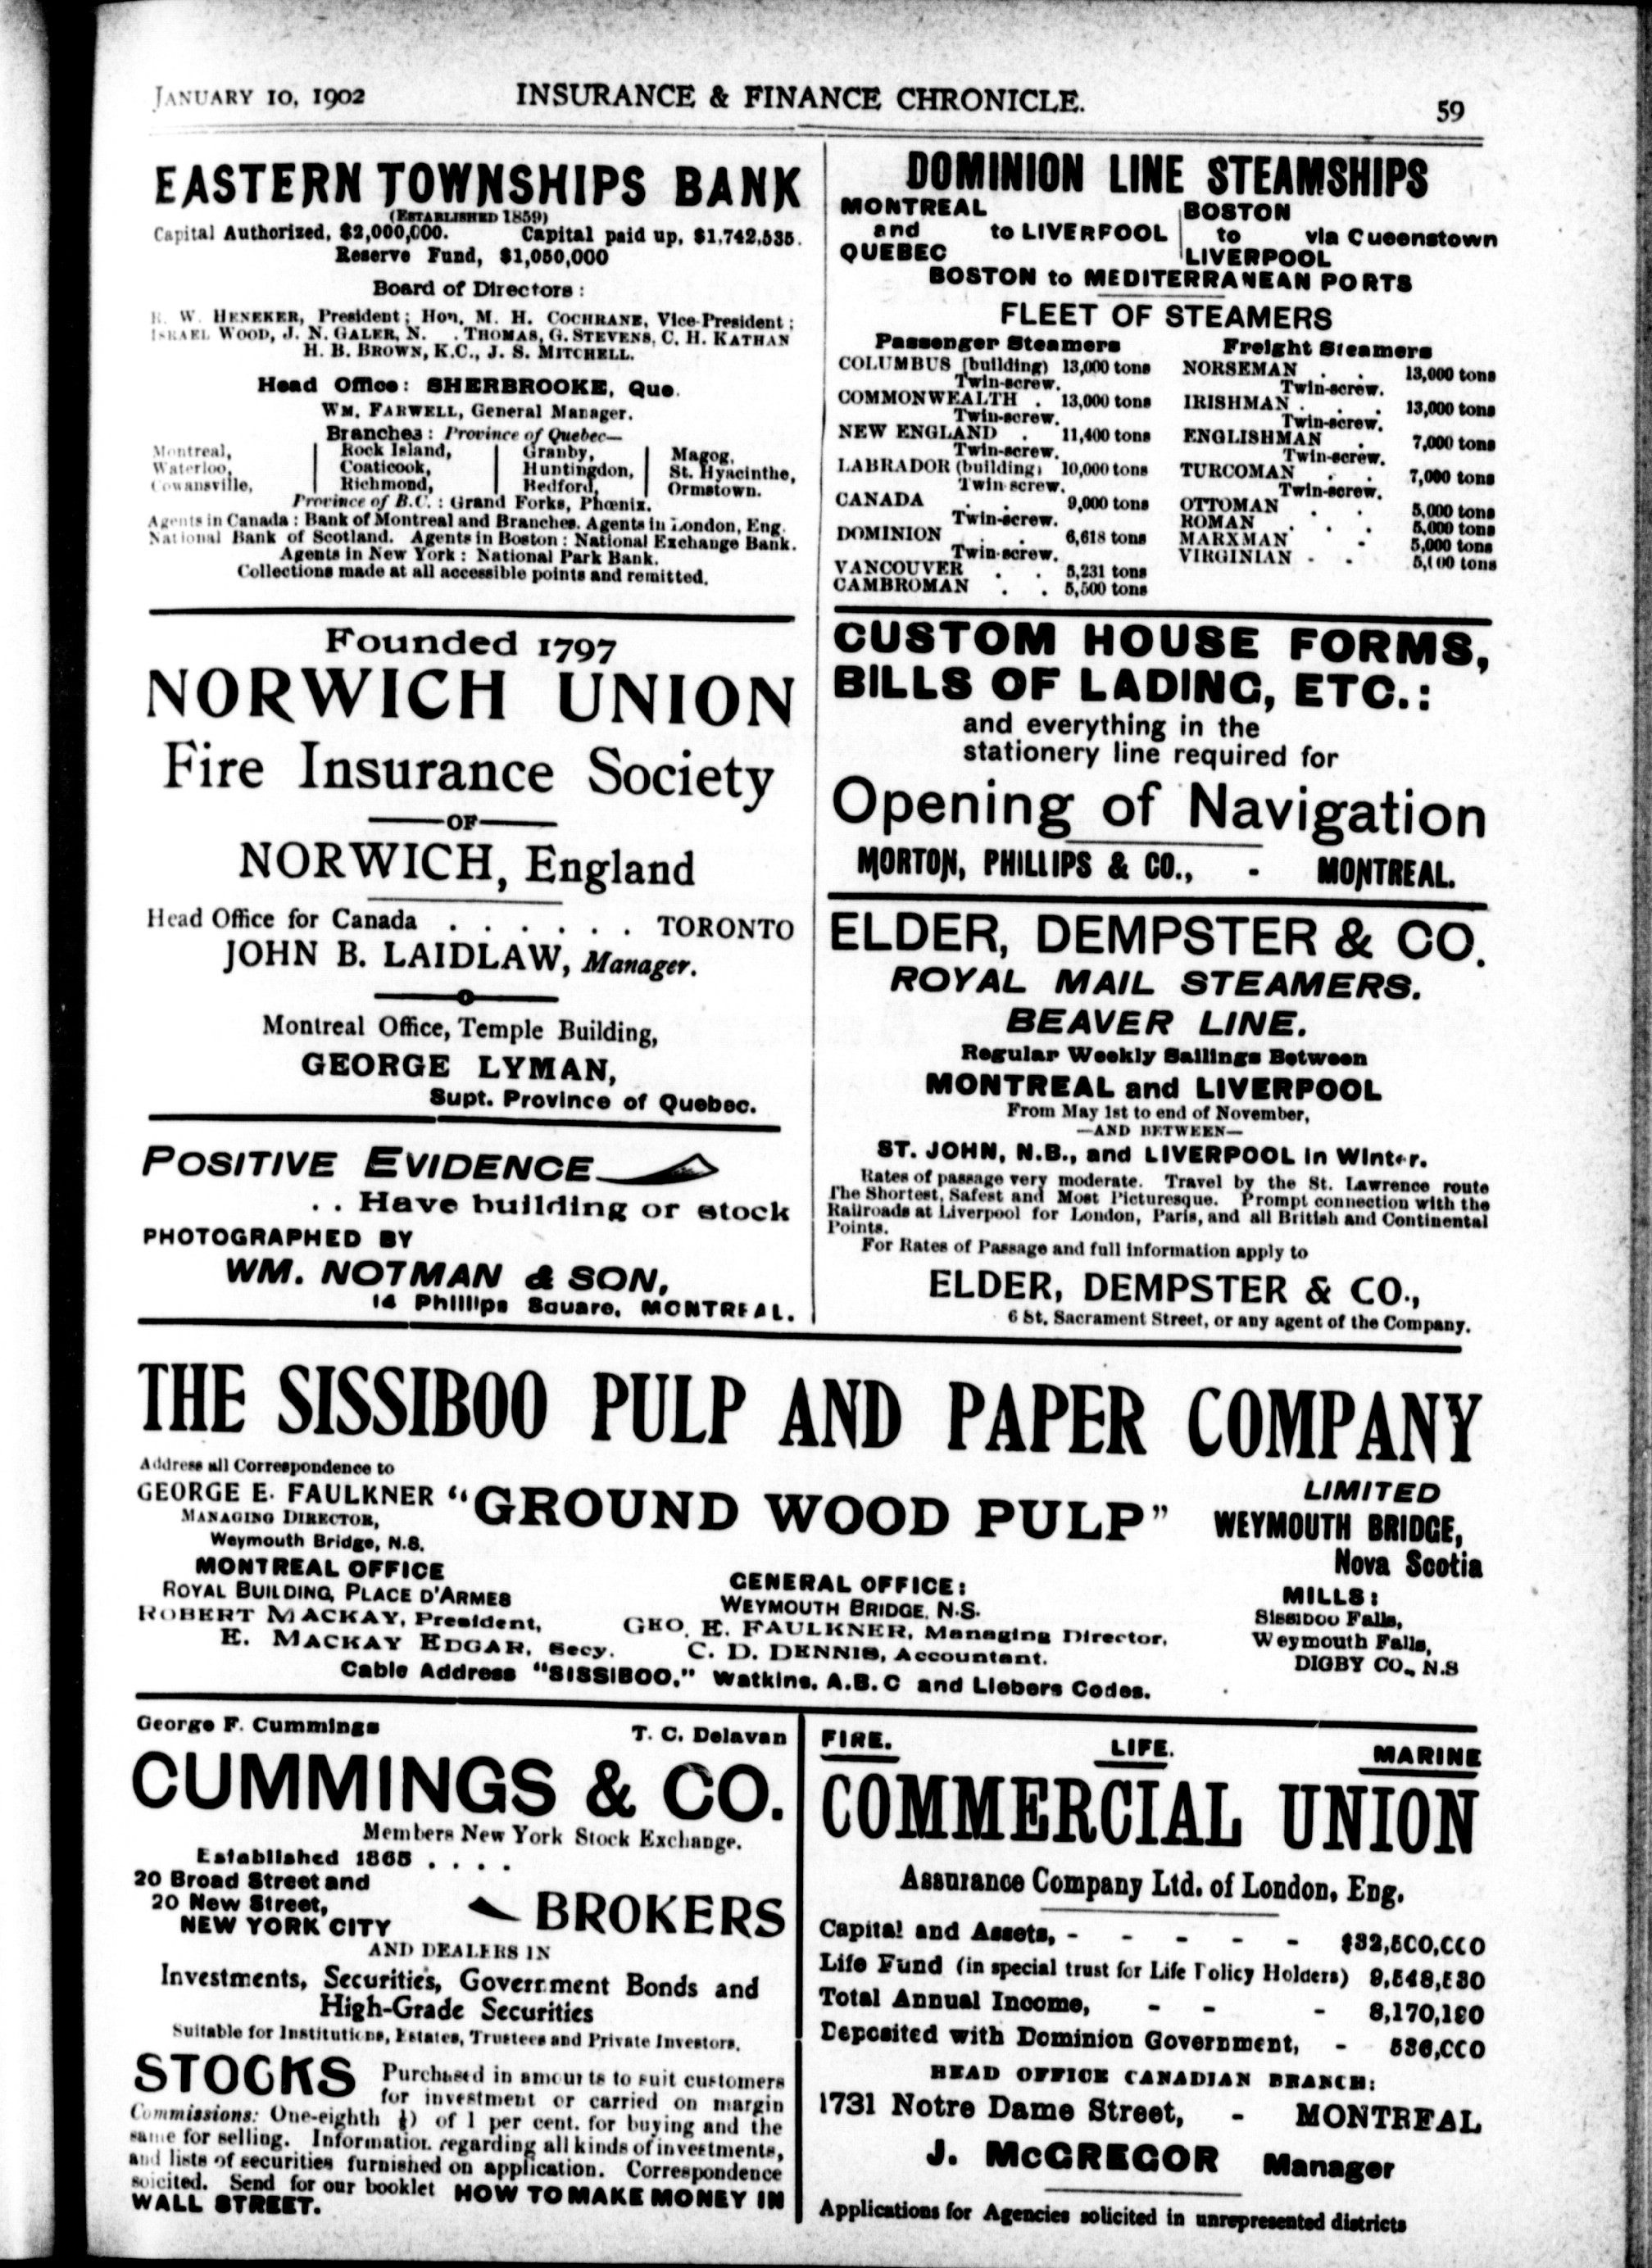 JANUARY 10, 1902 INSURANCE & FINANCE CHRONICLE. 59
EASTERN TOWNSHIPS BANK
(ESTABLISHED 1859)
Capital Authorized, $2,000,000. Capital paid up, $1,742,535.
Reserve Fund, $1,050,000
Board of Directors :
R. W. HENEKER, President; Hon. M. H. COCHRANE, Vice-President;
ISRAEL WOOD, J. N. GALER, N. . THOMAS, G. STEVENS, C. H. KATHAN
H. B. BROWN, K.C., J. S. MITCHELL.
Head Office: SHERBROOKE, Que.
WM. FARWELL, General Manager.
Branches: Province of Quebec—
Montreal, Rock Island, Granby, Magog,
Waterloo, Coaticook, Huntingdon, St. Hyacinthe,
Cowansville, Richmond, Bedford, Ormstown.
Province of B.C. : Grand Forks, Phœnix.
Agents in Canada : Bank of Montreal and Branches. Agents in London, Eng.
National Bank of Scotland. Agents in Boston : National Exchange Bank.
Agents in New York : National Park Bank.
Collections made at all accessible points and remitted.
Founded 1797
NORWICH UNION
Fire Insurance Society
—OF—
NORWICH, England
Head Office for Canada . . . . . . TORONTO
JOHN B. LAIDLAW, Manager.
Montreal Office, Temple Building,
GEORGE LYMAN,
Supt. Province of Quebec.
POSITIVE EVIDENCE
. . Have building or stock
PHOTOGRAPHED BY
WM. NOTMAN & SON,
14 Phillips Square, MONTREAL.
DOMINION LINE STEAMSHIPS
MONTREAL BOSTON
and to LIVERPOOL to via Queenstown
QUEBEC LIVERPOOL
BOSTON to MEDITERRANEAN PORTS
FLEET OF STEAMERS
Passenger Steamers Freight Steamers
COLUMBUS (building) 13,000 tons NORSEMAN . . 13,000 tons
Twin-screw. Twin-screw.
COMMONWEALTH . 13,000 tons IRISHMAN . . . 13,000 tons
Twin-screw. Twin-screw.
NEW ENGLAND . 11,400 tons ENGLISHMAN . 7,000 tons
Twin-screw. Twin-screw.
LABRADOR (building) 10,000 tons TURCOMAN . . 7,000 tons
Twin screw. Twin-screw.
CANADA . . 9,000 tons OTTOMAN . . 5,000 tons
Twin-screw. ROMAN . . . 5,000 tons
DOMINION . . 6,618 tons MARXMAN - 5,000 tons
Twin-screw. VIRGINIAN - . 5,000 tons
VANCOUVER . . 5,231 tons
CAMBROMAN . . 5,500 tons
CUSTOM HOUSE FORMS,
BILLS OF LADING, ETC.:
and everything in the
stationery line required for
Opening of Navigation
MORTON, PHILLIPS & CO., - MONTREAL.
ELDER, DEMPSTER & CO.
ROYAL MAIL STEAMERS.
BEAVER LINE.
Regular Weekly Sailings Between
MONTREAL and LIVERPOOL
From May 1st to end of November,
—AND BETWEEN—
ST. JOHN, N.B., and LIVERPOOL in Winter.
Rates of passage very moderate. Travel by the St. Lawrence route
The Shortest, Safest and Most Picturesque. Prompt connection with the
Railroads at Liverpool for London, Paris, and all British and Continental
Points.
For Rates of Passage and full information apply to
ELDER, DEMPSTER & CO.,
6 St. Sacrament Street, or any agent of the Company.
THE SISSIBOO PULP AND PAPER COMPANY
LIMITED
Address all Correspondence to
GEORGE E. FAULKNER
MANAGING DIRECTOR,
Weymouth Bridge, N.S.
"GROUND WOOD PULP"
WEYMOUTH BRIDGE,
Nova Scotia
MONTREAL OFFICE
ROYAL BUILDING, PLACE D'ARMES
ROBERT MACKAY, President,
E. MACKAY EDGAR, Secy.
GENERAL OFFICE:
WEYMOUTH BRIDGE, N.S.
GEO. E. FAULKNER, Managing Director,
C. D. DENNIS, Accountant.
MILLS:
Sissiboo Falls,
Weymouth Falls,
DIGBY CO., N.S
Cable Address "SISSIBOO." Watkins, A.B.C and Liebers Codes.
George F. Cummings T. C. Delavan
CUMMINGS & CO.
Members New York Stock Exchange.
Established 1865 . . . .
20 Broad Street and
20 New Street,
NEW YORK CITY
BROKERS
AND DEALERS IN
Investments, Securities, Government Bonds and
High-Grade Securities
Suitable for Institutions, Estates, Trustees and Private Investors.
STOCKS Purchased in amounts to suit customers
for investment or carried on margin
Commissions: One-eighth ⅛) of 1 per cent. for buying and the
same for selling. Information regarding all kinds of investments,
and lists of securities furnished on application. Correspondence
soicited. Send for our booklet HOW TO MAKE MONEY IN
WALL STREET.
FIRE. LIFE. MARINE
COMMERCIAL UNION
Assurance Company Ltd. of London, Eng.
Capital and Assets, - - - - - $32,500,000
Life Fund (in special trust for Life Policy Holders) 9,548,530
Total Annual Income, - - - 8,170,190
Deposited with Dominion Government, - 536,000
HEAD OFFICE CANADIAN BRANCH:
1731 Notre Dame Street, - MONTREAL
J. McGREGOR Manager
Applications for Agencies solicited in unrepresented districts